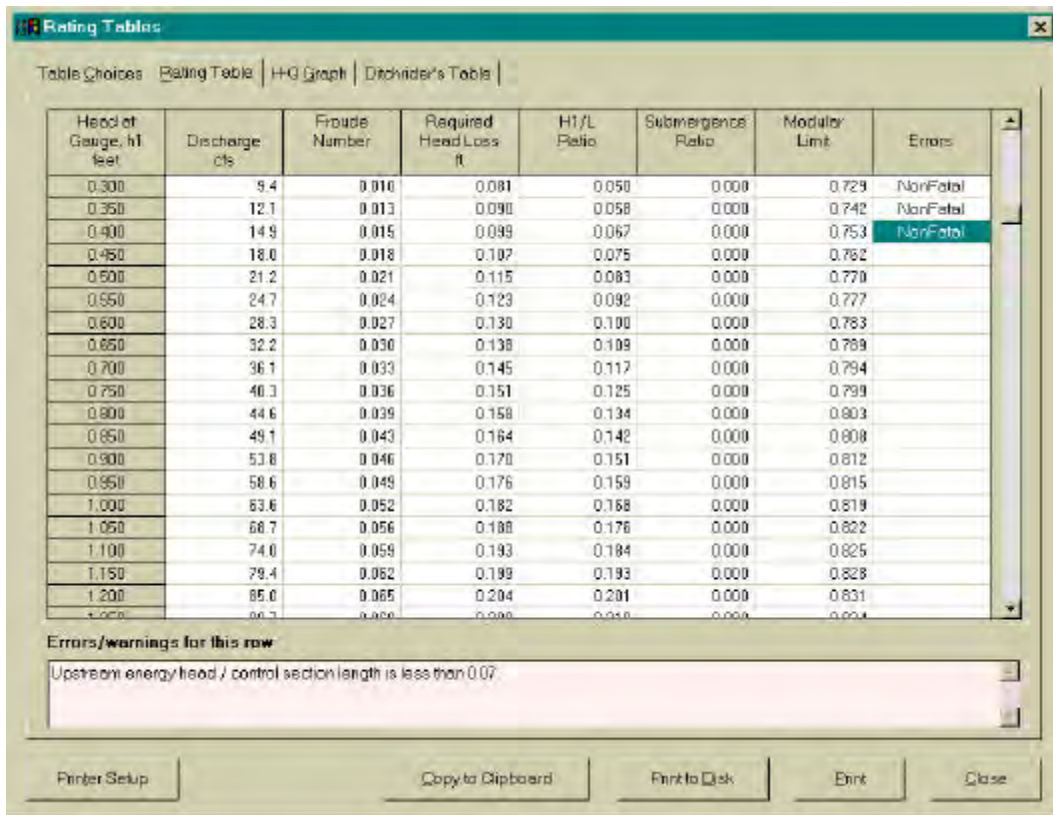 Rating Tables
Table Choices Rating Table H-Q Graph Ditchrider's Table
Head at Gauge, h1 feet Discharge cfs Froude Number Required Head Loss ft H1/L Ratio Submergence Ratio Modular Limit Errors
0.300 9.4 0.010 0.081 0.050 0.000 0.729 NonFatal
0.350 12.1 0.013 0.090 0.058 0.000 0.742 NonFatal
0.400 14.9 0.015 0.099 0.067 0.000 0.753 NonFatal
0.450 18.0 0.018 0.107 0.075 0.000 0.762
0.500 21.2 0.021 0.115 0.083 0.000 0.770
0.550 24.7 0.024 0.123 0.092 0.000 0.777
0.600 28.3 0.027 0.130 0.100 0.000 0.783
0.650 32.2 0.030 0.138 0.109 0.000 0.789
0.700 36.1 0.033 0.145 0.117 0.000 0.794
0.750 40.3 0.036 0.151 0.125 0.000 0.799
0.800 44.6 0.039 0.158 0.134 0.000 0.803
0.850 49.1 0.043 0.164 0.142 0.000 0.808
0.900 53.8 0.046 0.170 0.151 0.000 0.812
0.950 58.6 0.049 0.176 0.159 0.000 0.815
1.000 63.6 0.052 0.182 0.168 0.000 0.819
1.050 68.7 0.056 0.188 0.176 0.000 0.822
1.100 74.0 0.059 0.193 0.184 0.000 0.825
1.150 79.4 0.062 0.199 0.193 0.000 0.828
1.200 85.0 0.065 0.204 0.201 0.000 0.831
Errors/warnings for this row
Upstream energy head / control section length is less than 0.07
Printer Setup Copy to Clipboard Print to Disk Print Close